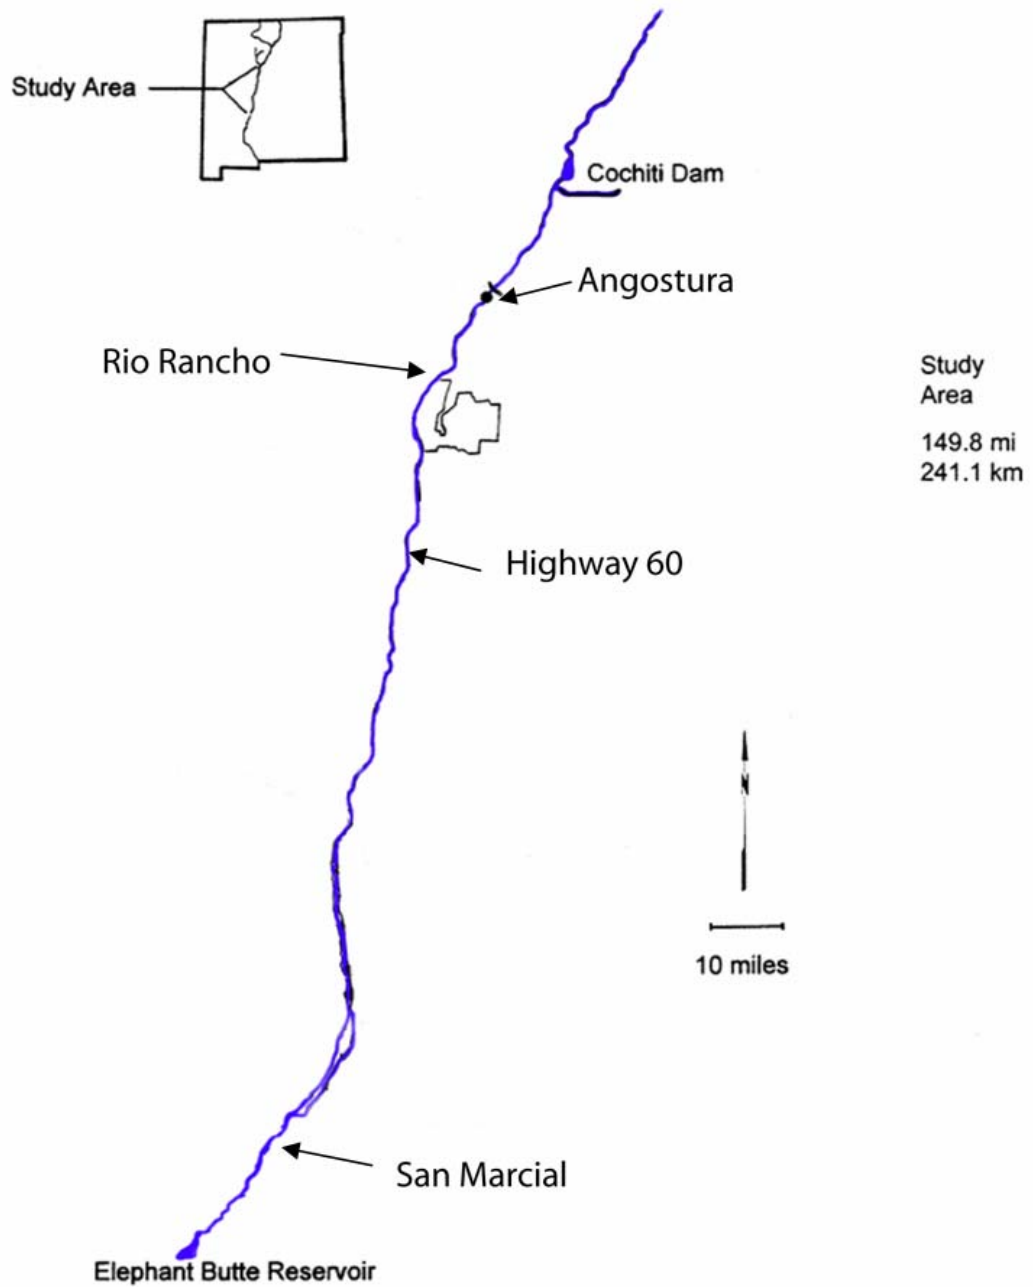 Study Area
Cochiti Dam
Angostura
Rio Rancho
Study
Area
149.8 mi
241.1 km
Highway 60
N
10 miles
San Marcial
Elephant Butte Reservoir